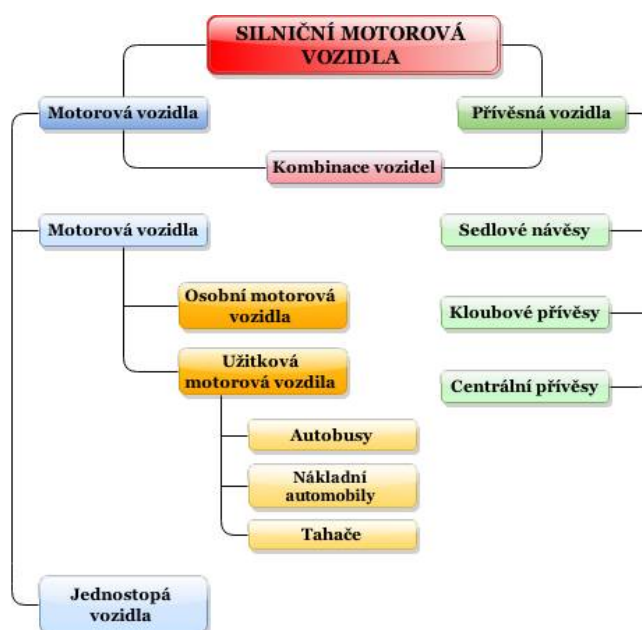 SILNIČNÍ MOTOROVÁ
VOZIDLA
Motorová vozidla
Přívěsná vozidla
Kombinace vozidel
Motorová vozidla
Sedlové návěsy
Osobní motorová
vozidla
Kloubové přívěsy
Užitková
motorová vozdila
Centrální přívěsy
Autobusy
Nákladní
automobily
Tahače
Jednostopá
vozidla